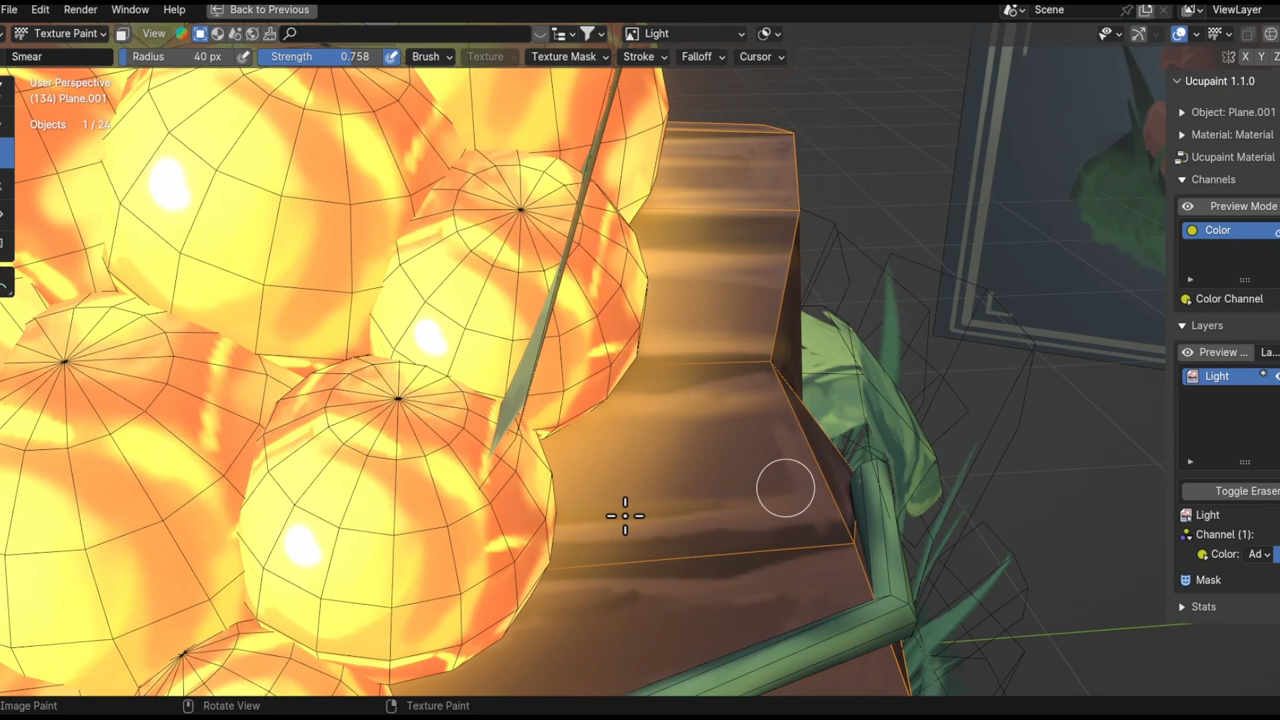 File Edit Render Window Help Back to Previous Scene ViewLayer
Texture Paint View Light
Smear Radius 40 px Strength 0.758 Brush Texture Texture Mask Stroke Falloff Cursor X Y Z
User Perspective
(134) Plane.001
Objects 1 / 24
Ucupaint 1.1.0
Object: Plane.001
Material: Material
Ucupaint Material
Channels
Preview Mode
Color
Color Channel
Layers
Preview ... La...
Light
Toggle Eraser
Light
Channel (1):
Color: Ad
Mask
Stats
Image Paint Rotate View Texture Paint